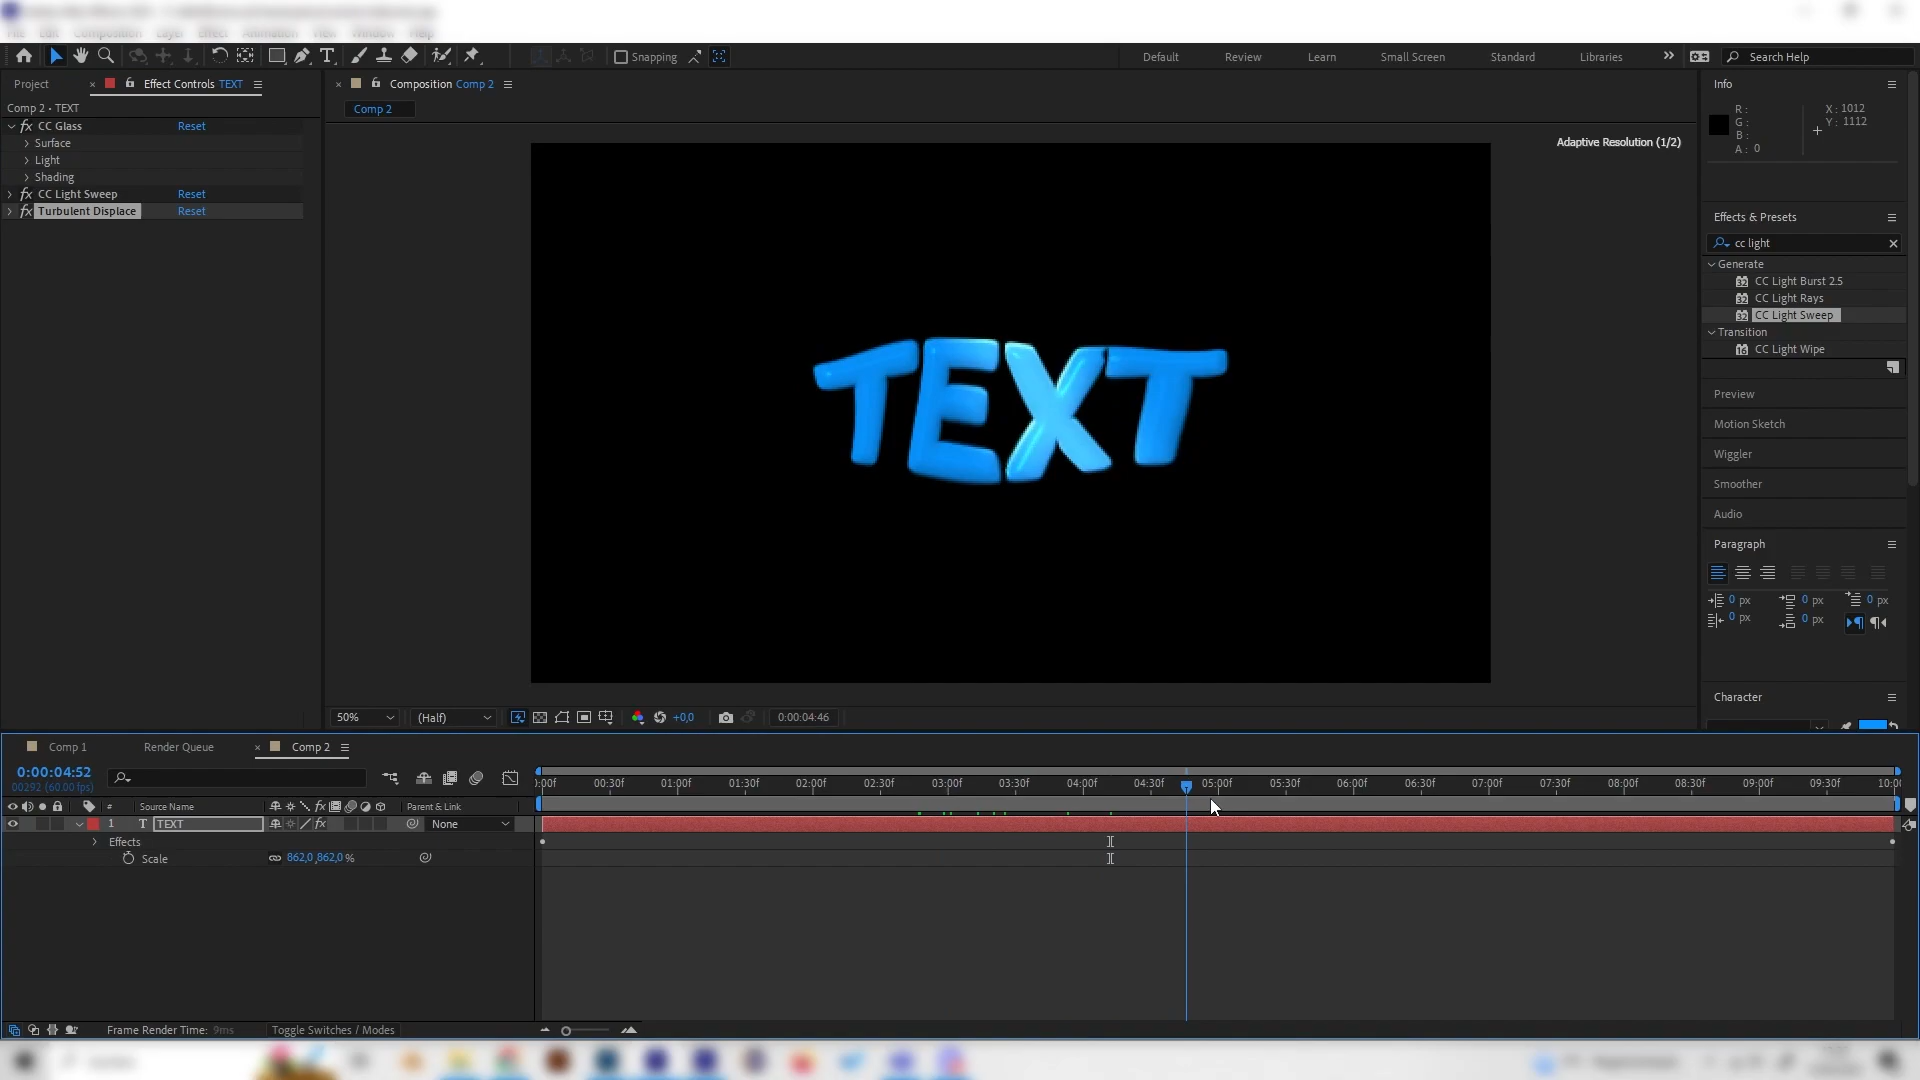 Snapping
Default
Review
Learn
Small Screen
Standard
Libraries
Search Help
Project
Effect Controls TEXT
Composition Comp 2
Info
Comp 2 • TEXT
Comp 2
CC Glass
Reset
Surface
Light
Shading
CC Light Sweep
Reset
Turbulent Displace
Reset
Adaptive Resolution (1/2)
R :
G :
B :
A : 0
X : 1012
Y : 1112
Effects & Presets
cc light
Generate
CC Light Burst 2.5
CC Light Rays
CC Light Sweep
Transition
CC Light Wipe
TEXT
Preview
Motion Sketch
Wiggler
Smoother
Audio
Paragraph
0 px
0 px
0 px
0 px
0 px
Character
50%
(Half)
+0,0
0:00:04:46
Comp 1
Render Queue
Comp 2
0:00:04:52
00292 (60.00 fps)
:00f
00:30f
01:00f
01:30f
02:00f
02:30f
03:00f
03:30f
04:00f
04:30f
05:00f
05:30f
06:00f
06:30f
07:00f
07:30f
08:00f
08:30f
09:00f
09:30f
10:00
#
Source Name
Parent & Link
1
T
TEXT
None
Effects
Scale
862,0,862,0 %
Frame Render Time: 9ms
Toggle Switches / Modes